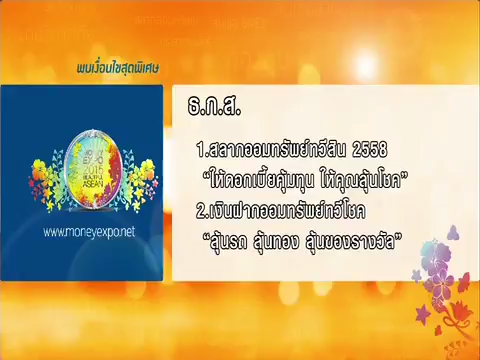 พบเงื่อนไขสุดพิเศษ
ธ.ก.ส.
1.สลากออมทรัพย์ทวีสิน 2558
“ให้ดอกเบี้ยคุ้มทุน ให้คุณลุ้นโชค”
2.เงินฝากออมทรัพย์ทวีโชค
“ลุ้นรถ ลุ้นทอง ลุ้นของรางวัล”
MONEY
EXPO
2015
BEAUTIFUL
ASEAN
www.moneyexpo.net